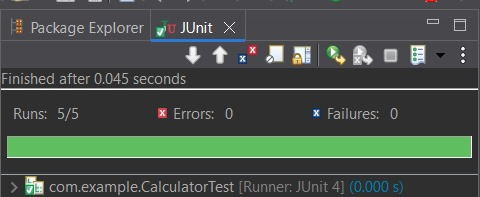 Package Explorer JUnit
Finished after 0.045 seconds
Runs: 5/5 Errors: 0 Failures: 0
com.example.CalculatorTest [Runner: JUnit 4] (0.000 s)